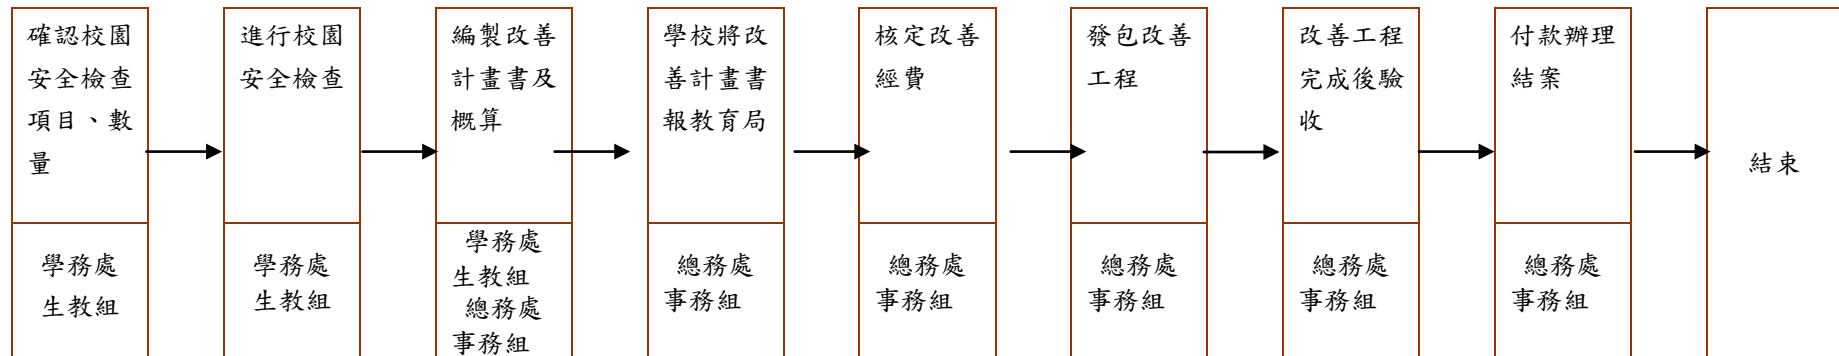 確認校園
安全檢查
項目、數
量
學務處
生教組
進行校園
安全檢查
學務處
生教組
編製改善
計畫書及
概算
學務處
生教組
總務處
事務組
學校將改
善計畫書
報教育局
總務處
事務組
核定改善
經費
總務處
事務組
發包改善
工程
總務處
事務組
改善工程
完成後驗
收
總務處
事務組
付款辦理
結案
總務處
事務組
結束